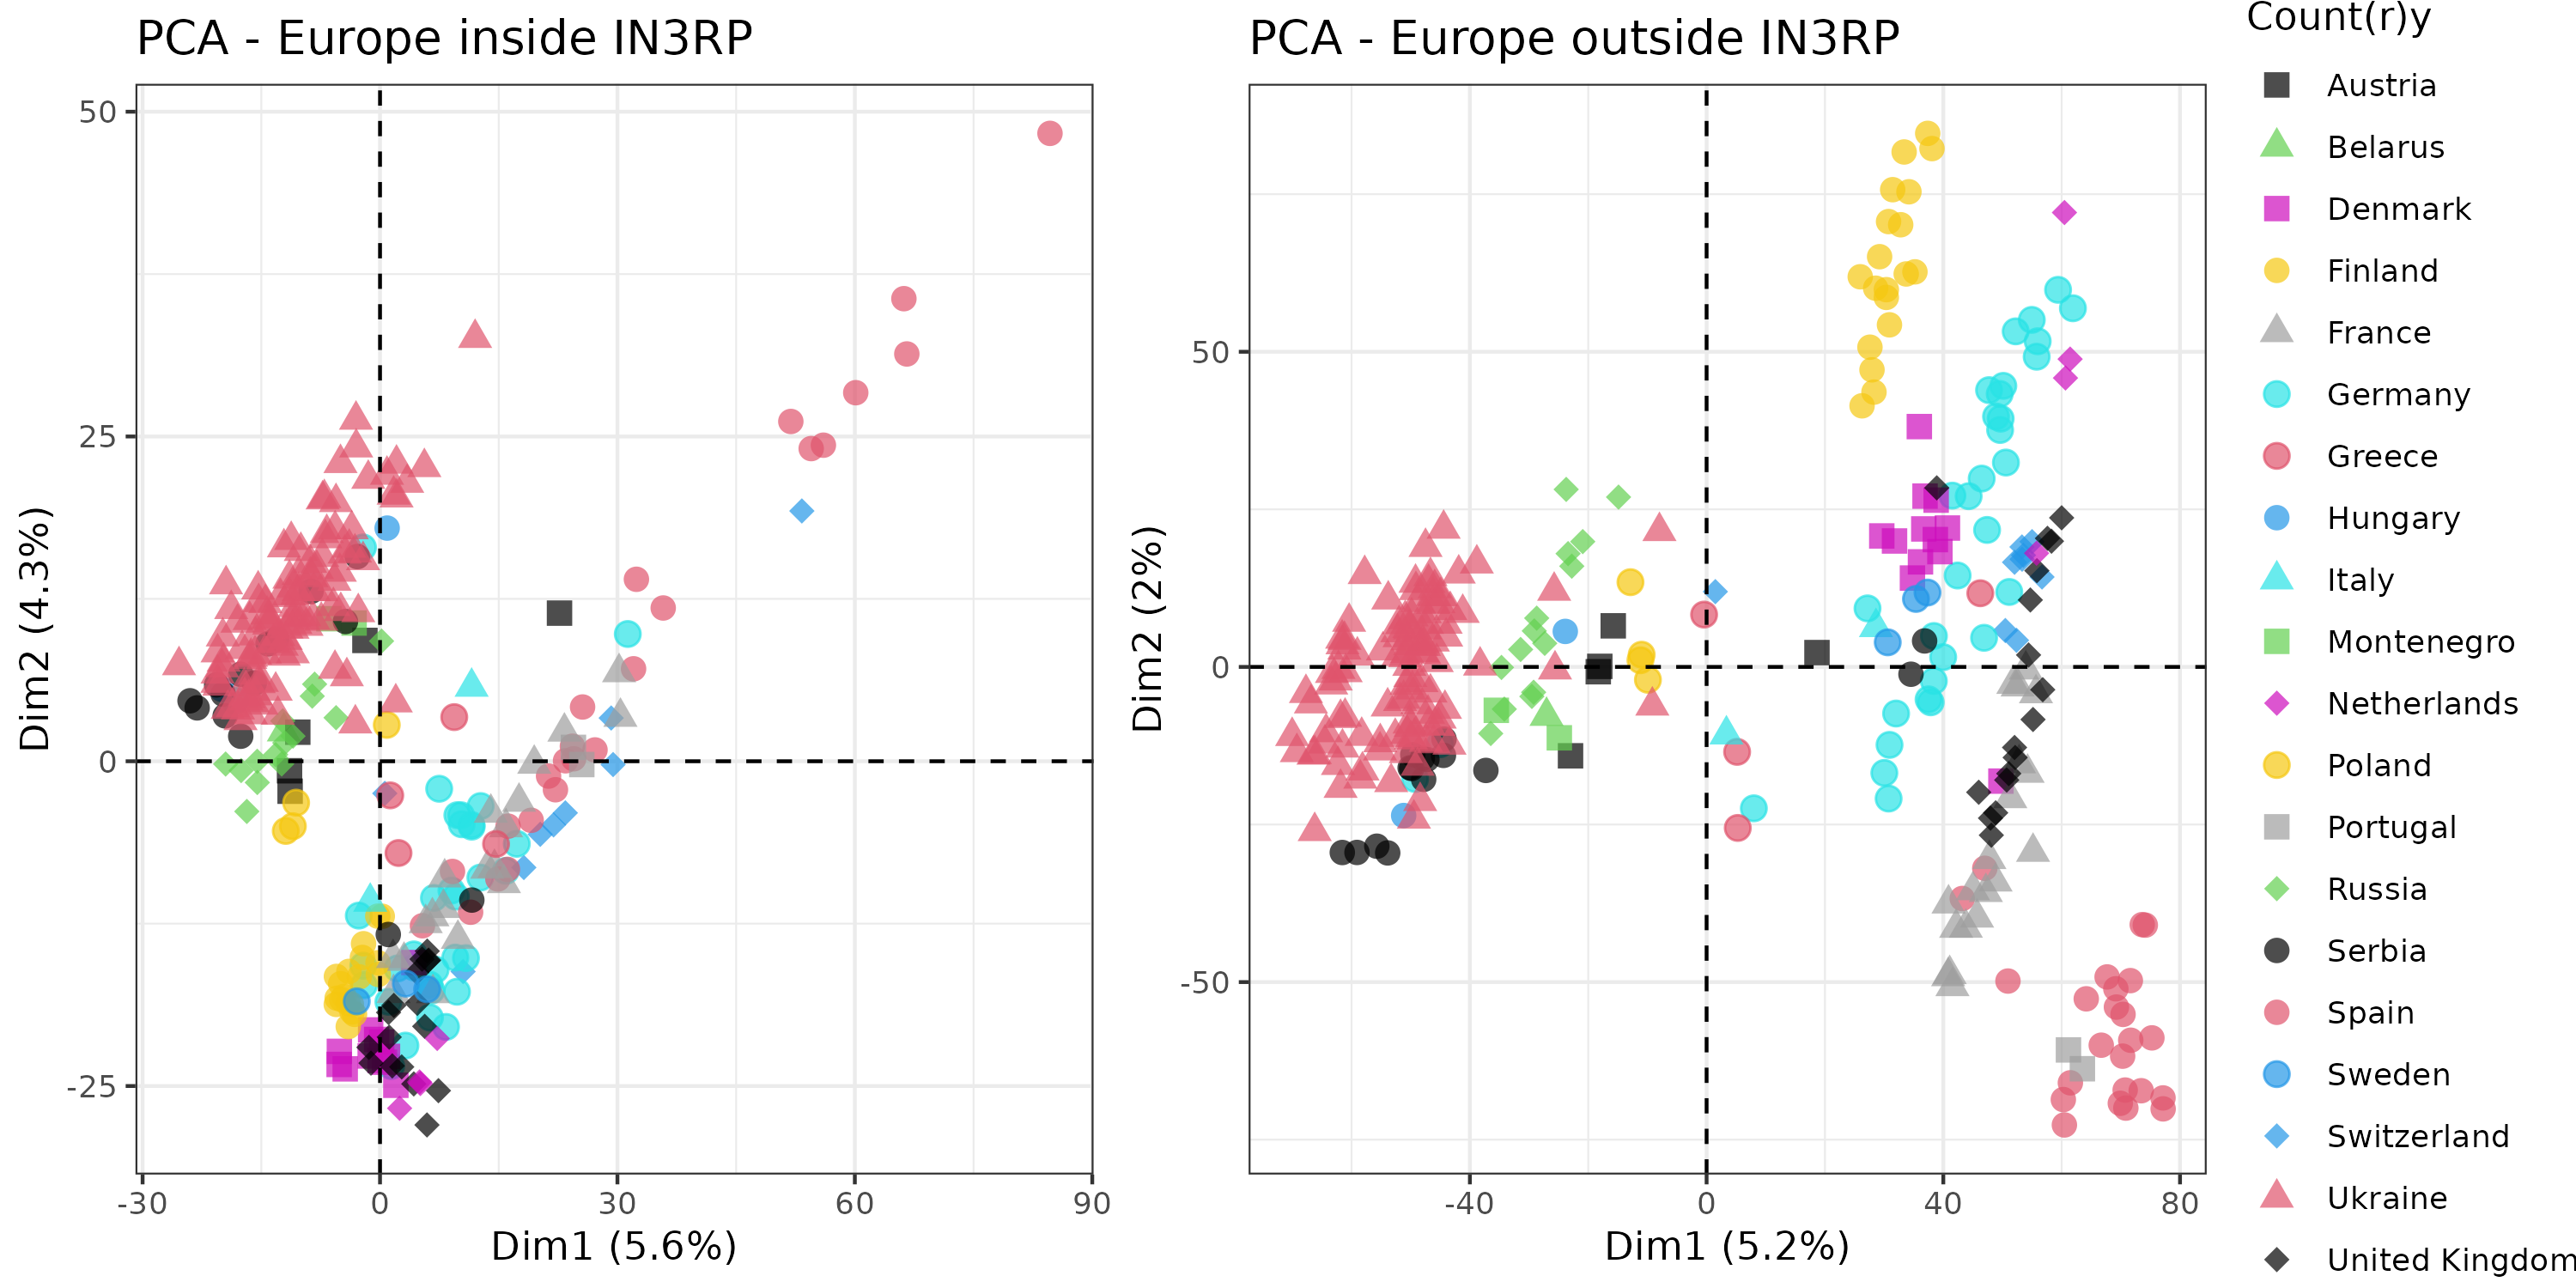 PCA - Europe inside IN3RP
50
25
0
-25
-30
0
30
60
90
Dim1 (5.6%)
Dim2 (4.3%)
PCA - Europe outside IN3RP
50
0
-50
-40
0
40
80
Dim1 (5.2%)
Dim2 (2%)
Count(r)y
Austria
Belarus
Denmark
Finland
France
Germany
Greece
Hungary
Italy
Montenegro
Netherlands
Poland
Portugal
Russia
Serbia
Spain
Sweden
Switzerland
Ukraine
United Kingdom